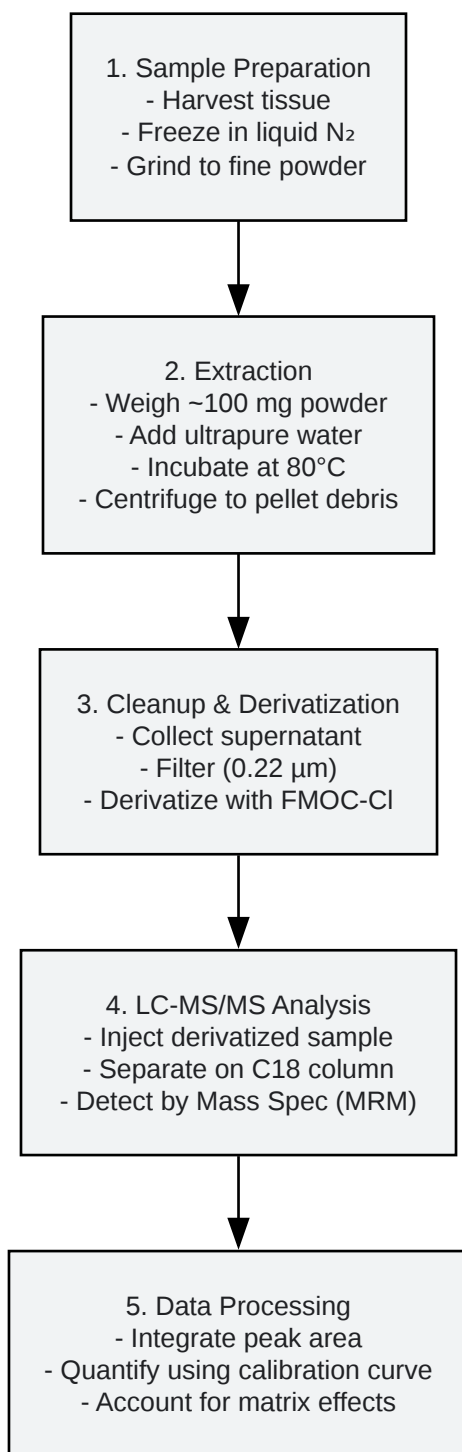 1. Sample Preparation
- Harvest tissue
- Freeze in liquid N₂
- Grind to fine powder
2. Extraction
- Weigh ~100 mg powder
- Add ultrapure water
- Incubate at 80°C
- Centrifuge to pellet debris
3. Cleanup & Derivatization
- Collect supernatant
- Filter (0.22 µm)
- Derivatize with FMOC-Cl
4. LC-MS/MS Analysis
- Inject derivatized sample
- Separate on C18 column
- Detect by Mass Spec (MRM)
5. Data Processing
- Integrate peak area
- Quantify using calibration curve
- Account for matrix effects